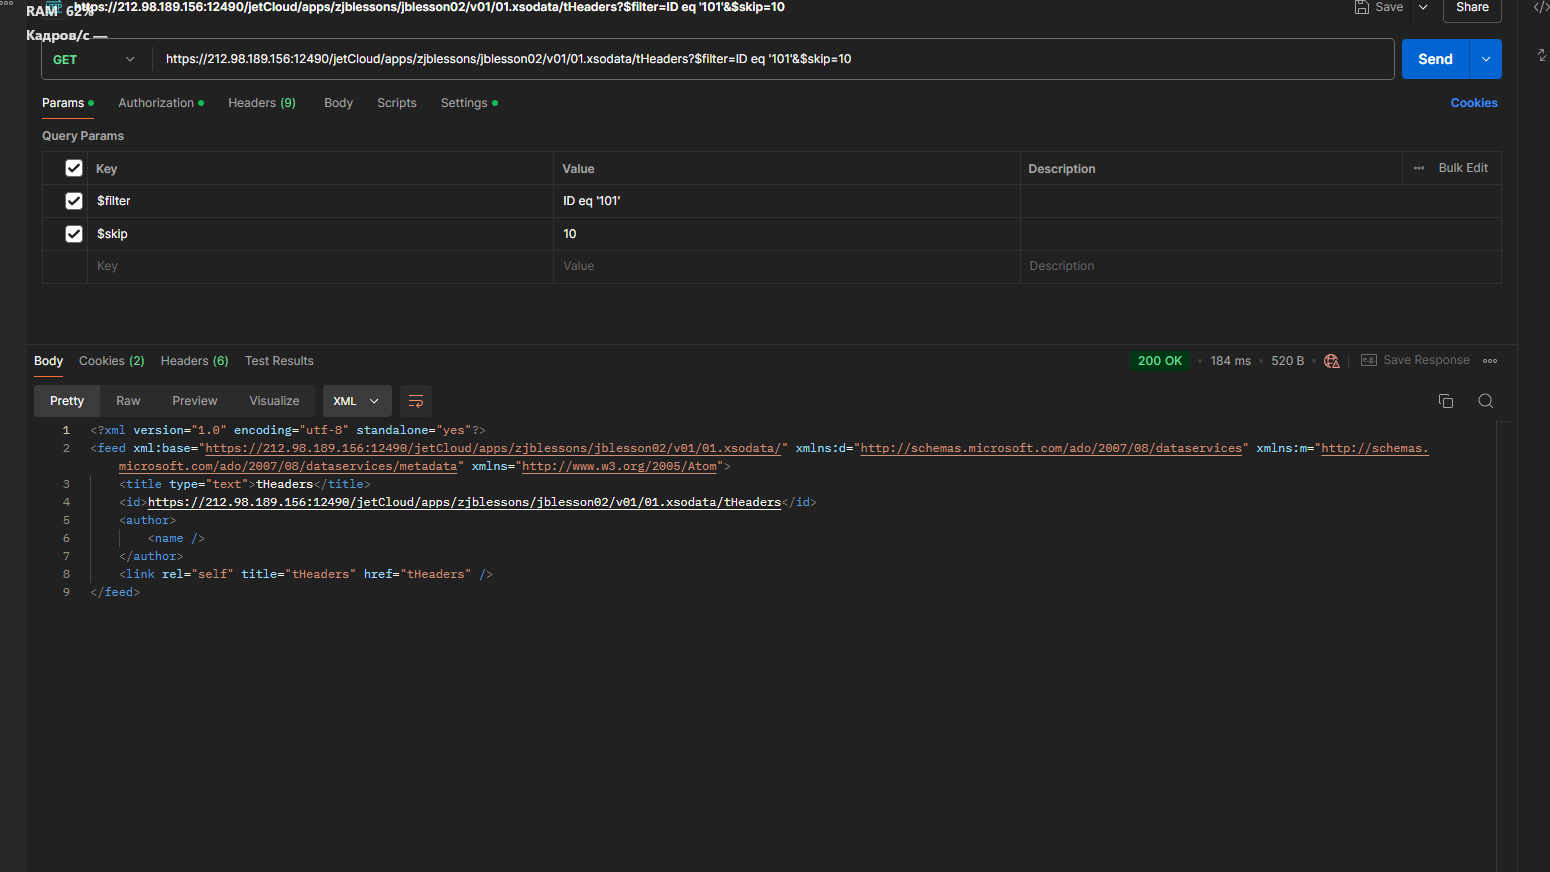 RAM 62%
https://212.98.189.156:12490/jetCloud/apps/zjblessons/jblesson02/v01/01.xsodata/tHeaders?$filter=ID eq '101'&$skip=10
Save
Share
Кадров/с —
GET
https://212.98.189.156:12490/jetCloud/apps/zjblessons/jblesson02/v01/01.xsodata/tHeaders?$filter=ID eq '101'&$skip=10
Send
Params
Authorization
Headers (9)
Body
Scripts
Settings
Cookies
Query Params
Key Value Description Bulk Edit
$filter ID eq '101'
$skip 10
Key Value Description
Body
Cookies (2)
Headers (6)
Test Results
200 OK
184 ms
520 B
e.g. Save Response
Pretty
Raw
Preview
Visualize
XML
1 <?xml version="1.0" encoding="utf-8" standalone="yes"?>
2 <feed xml:base="https://212.98.189.156:12490/jetCloud/apps/zjblessons/jblesson02/v01/01.xsodata/" xmlns:d="http://schemas.microsoft.com/ado/2007/08/dataservices" xmlns:m="http://schemas.
microsoft.com/ado/2007/08/dataservices/metadata" xmlns="http://www.w3.org/2005/Atom">
3 <title type="text">tHeaders</title>
4 <id>https://212.98.189.156:12490/jetCloud/apps/zjblessons/jblesson02/v01/01.xsodata/tHeaders</id>
5 <author>
6 <name />
7 </author>
8 <link rel="self" title="tHeaders" href="tHeaders" />
9 </feed>